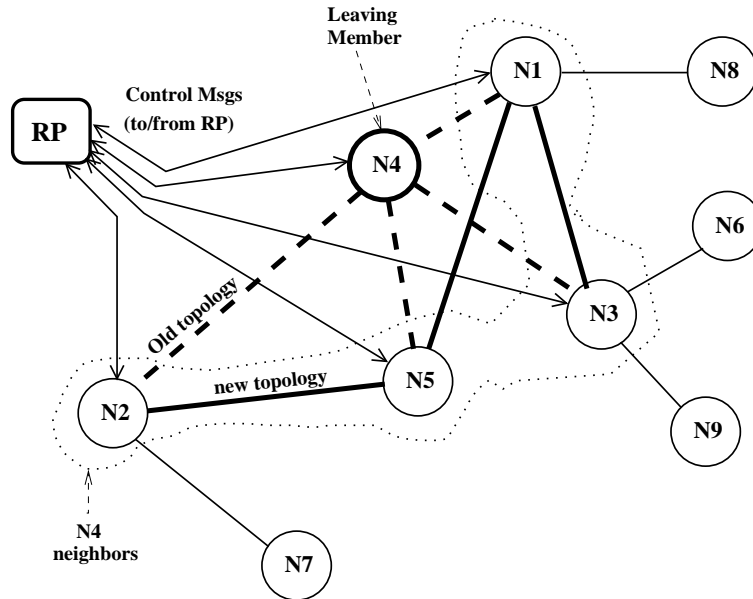 Leaving
Member
N1
N8
Control Msgs
(to/from RP)
RP
N4
N6
Old topology
N3
new topology
N5
N2
N9
N4
neighbors
N7